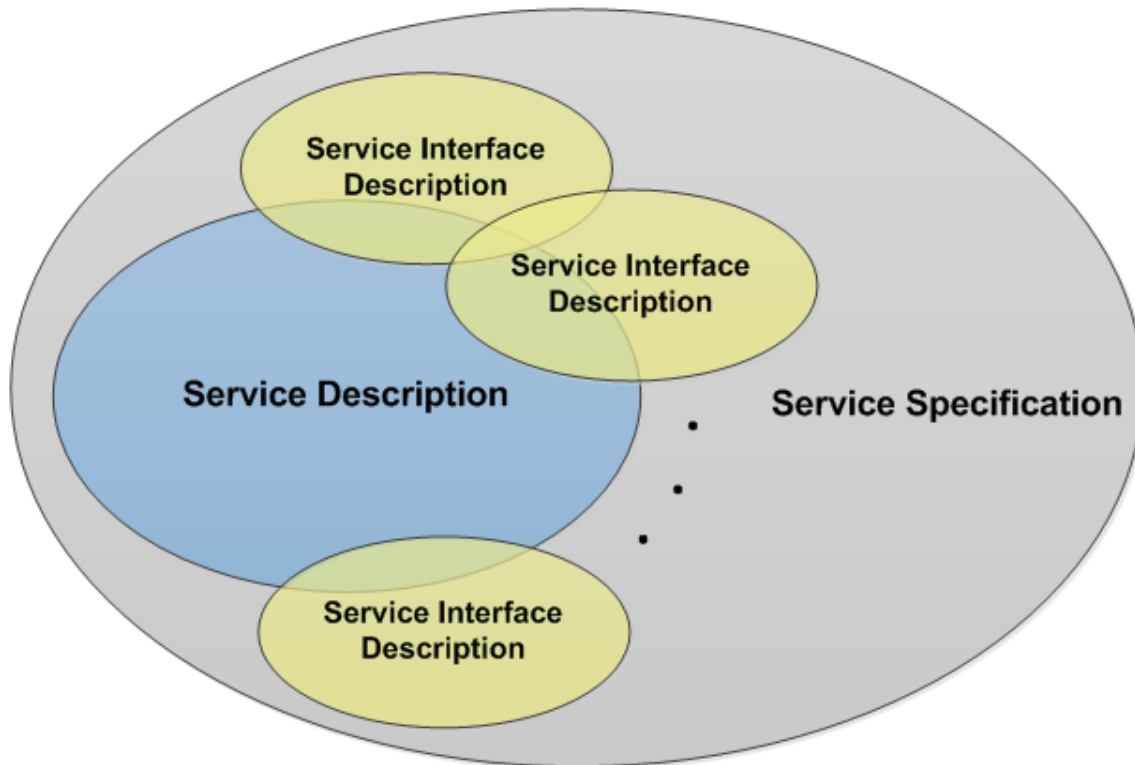 Service Interface
Description
Service Interface
Description
Service Description
Service Specification
Service Interface
Description